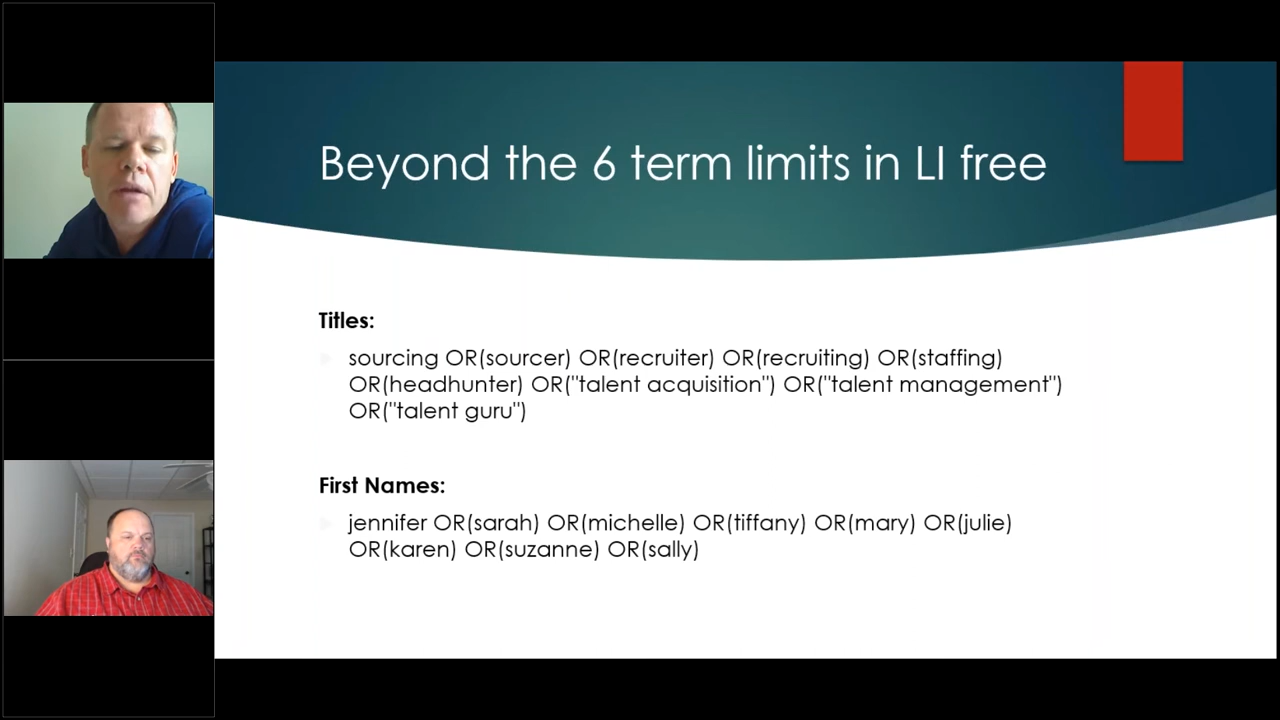 Beyond the 6 term limits in LI free
Titles:
sourcing OR(sourcer) OR(recruiter) OR(recruiting) OR(staffing)
OR(headhunter) OR("talent acquisition") OR("talent management")
OR("talent guru")
First Names:
jennifer OR(sarah) OR(michelle) OR(tiffany) OR(mary) OR(julie)
OR(karen) OR(suzanne) OR(sally)